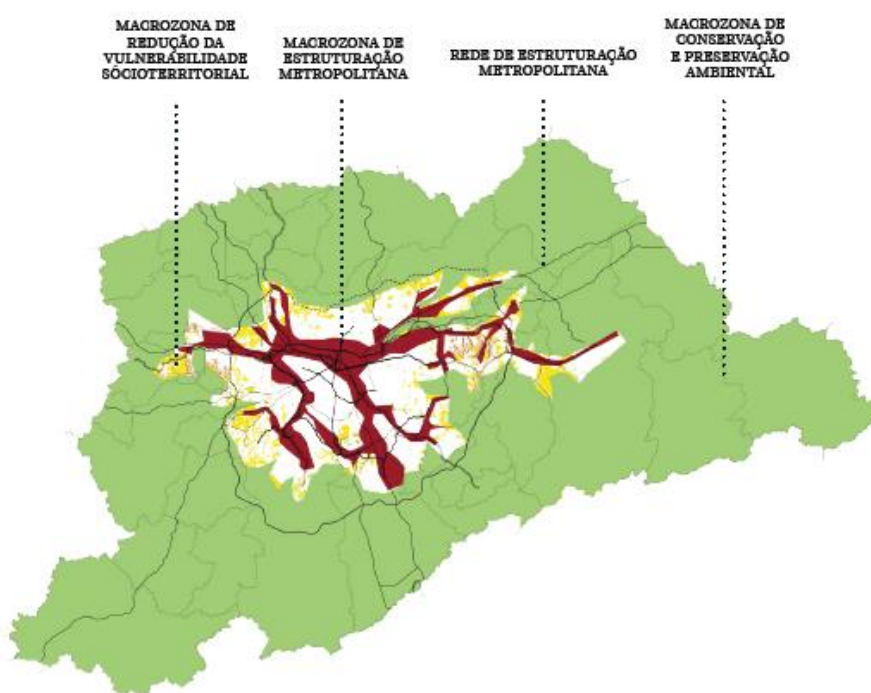 MACROZONA DE
REDUÇÃO DA
VULNERABILIDADE
SÓCIOTERRITORIAL
MACROZONA DE
ESTRUTURAÇÃO
METROPOLITANA
REDE DE ESTRUTURAÇÃO
METROPOLITANA
MACROZONA DE
CONSERVAÇÃO
E PRESERVAÇÃO
AMBIENTAL